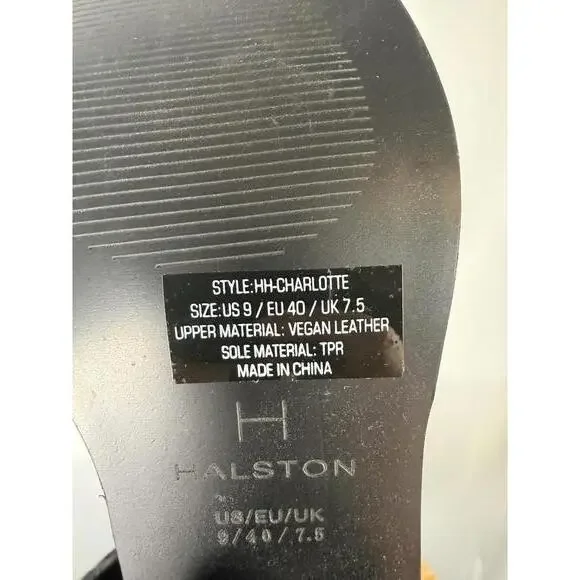 STYLE:HH-CHARLOTTE
SIZE:US 9 / EU 40 / UK 7.5
UPPER MATERIAL: VEGAN LEATHER
SOLE MATERIAL: TPR
MADE IN CHINA
H
HALSTON
US/EU/UK
9/40/7.5